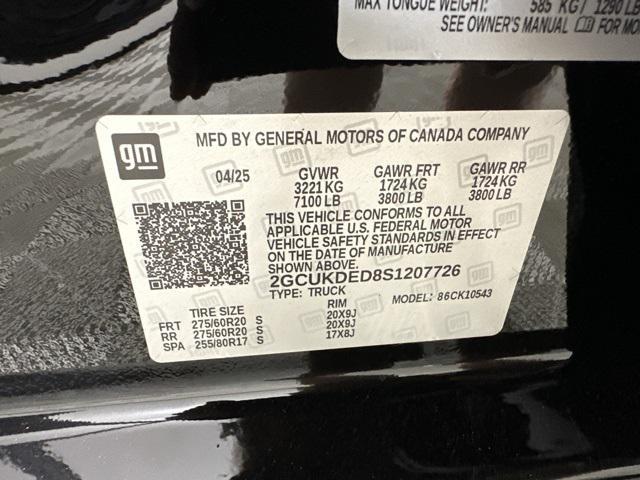 MAX TONGUE WEIGHT: 585 KG / 1290 LB
SEE OWNER'S MANUAL FOR MO
gm
MFD BY GENERAL MOTORS OF CANADA COMPANY
04/25 GVWR GAWR FRT GAWR RR
3221 KG 1724 KG 1724 KG
7100 LB 3800 LB 3800 LB
THIS VEHICLE CONFORMS TO ALL
APPLICABLE U.S. FEDERAL MOTOR
VEHICLE SAFETY STANDARDS IN EFFECT
ON THE DATE OF MANUFACTURE
SHOWN ABOVE.
2GCUKDED8S1207726
TYPE: TRUCK MODEL: 86CK10543
TIRE SIZE RIM
FRT 275/60R20 S 20X9J
RR 275/60R20 S 20X9J
SPA 255/80R17 S 17X8J